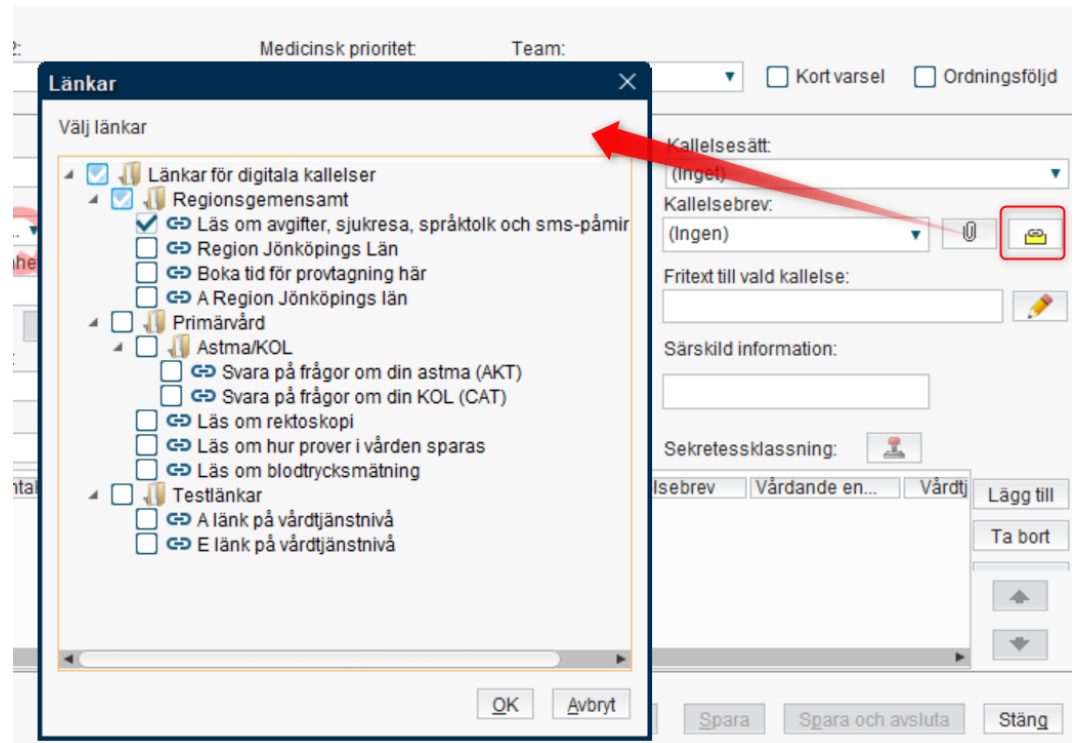 2:
Medicinsk prioritet:
Team:
Kort varsel
Ordningsföljd
Länkar
Välj länkar
Länkar för digitala kallelser
Regionsgemensamt
Läs om avgifter, sjukresa, språktolk och sms-påmir
Region Jönköpings Län
Boka tid för provtagning här
A Region Jönköpings län
Primärvård
Astma/KOL
Svara på frågor om din astma (AKT)
Svara på frågor om din KOL (CAT)
Läs om rektoskopi
Läs om hur prover i vården sparas
Läs om blodtrycksmätning
Testlänkar
A länk på vårdtjänstnivå
E länk på vårdtjänstnivå
OK
Avbryt
Kallelsesätt:
(Inget)
Kallelsebrev:
(Ingen)
Fritext till vald kallelse:
Särskild information:
Sekretessklassning:
lsebrev
Vårdande en...
Vårdtj
Lägg till
Ta bort
Spara
Spara och avsluta
Stäng